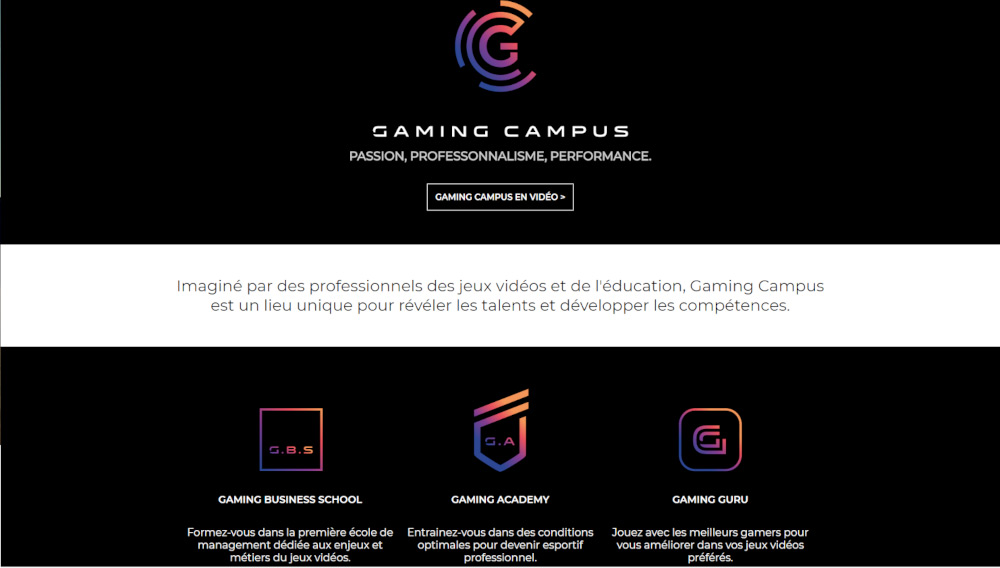 GAMING CAMPUS
PASSION, PROFESSONNALISME, PERFORMANCE.
GAMING CAMPUS EN VIDÉO >
Imaginé par des professionnels des jeux vidéos et de l'éducation, Gaming Campus
est un lieu unique pour révéler les talents et développer les compétences.
G.B.S
G.A
G
GAMING BUSINESS SCHOOL
GAMING ACADEMY
GAMING GURU
Formez-vous dans la première école de
management dédiée aux enjeux et
métiers du jeux vidéos.
Entrainez-vous dans des conditions
optimales pour devenir esportif
professionnel.
Jouez avec les meilleurs gamers pour
vous améliorer dans vos jeux vidéos
préférés.